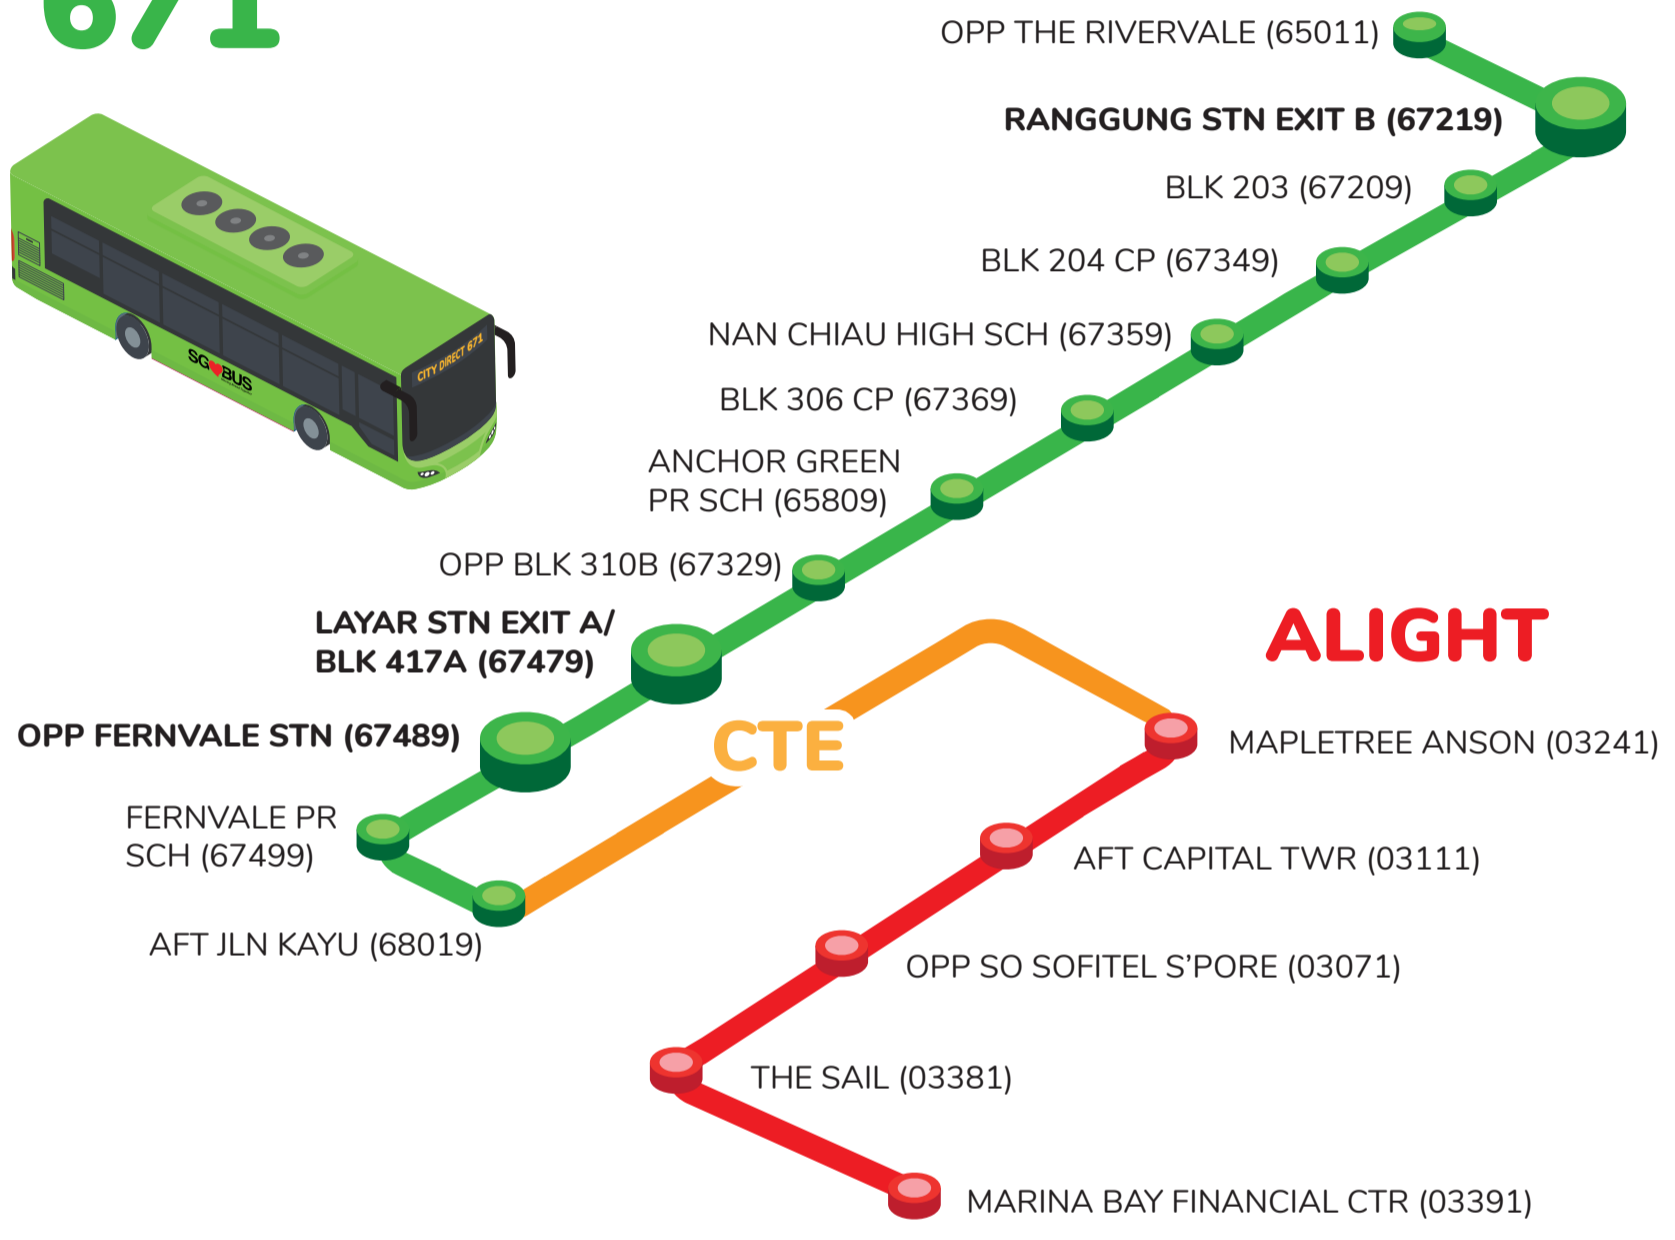 671
OPP THE RIVERVALE (65011)
RANGGUNG STN EXIT B (67219)
BLK 203 (67209)
BLK 204 CP (67349)
NAN CHIAU HIGH SCH (67359)
BLK 306 CP (67369)
ANCHOR GREEN
PR SCH (65809)
OPP BLK 310B (67329)
LAYAR STN EXIT A/
BLK 417A (67479)
OPP FERNVALE STN (67489)
FERNVALE PR
SCH (67499)
AFT JLN KAYU (68019)
CITY DIRECT 671
SG BUS
CTE
ALIGHT
MAPLETREE ANSON (03241)
AFT CAPITAL TWR (03111)
OPP SO SOFITEL S’PORE (03071)
THE SAIL (03381)
MARINA BAY FINANCIAL CTR (03391)